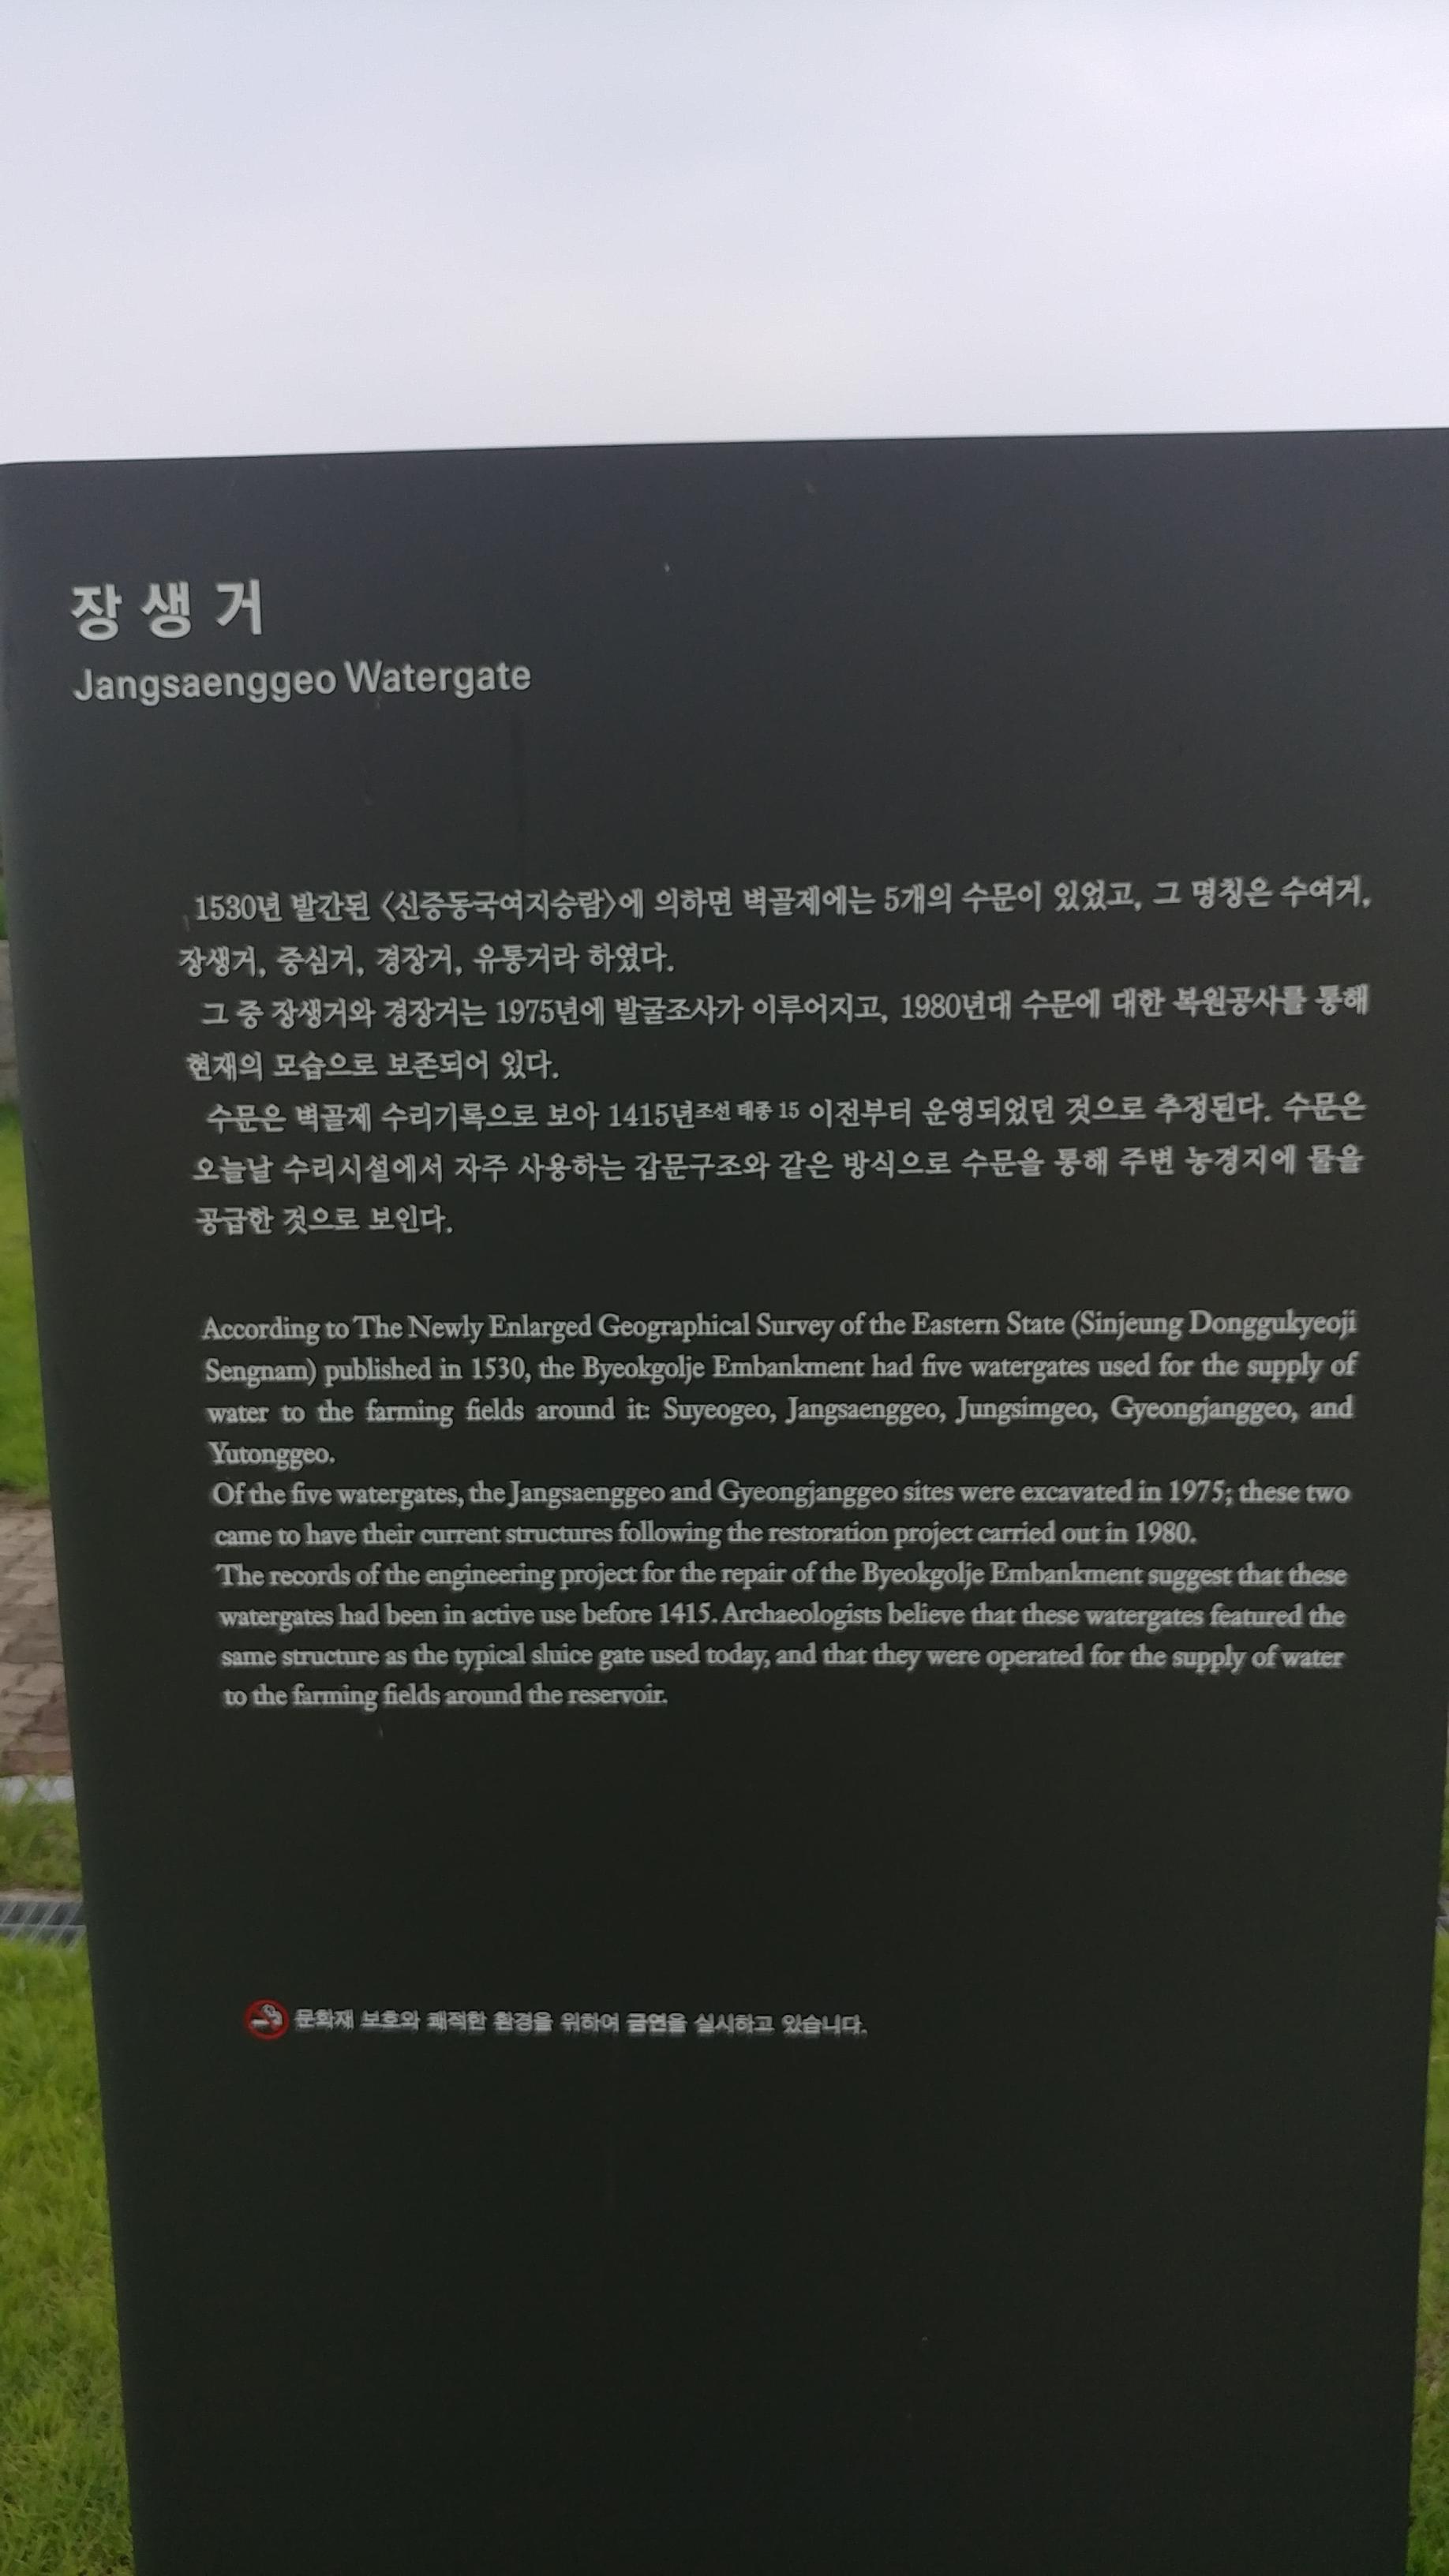 장생거
Jangsaenggeo Watergate
1530년 발간된 〈신증동국여지승람〉에 의하면 벽골제에는 5개의 수문이 있었고, 그 명칭은 수여거,
장생거, 중심거, 경장거, 유통거라 하였다.
그 중 장생거와 경장거는 1975년에 발굴조사가 이루어지고, 1980년대 수문에 대한 복원공사를 통해
현재의 모습으로 보존되어 있다.
수문은 벽골제 수리기록으로 보아 1415년조선 태종 15 이전부터 운영되었던 것으로 추정된다. 수문은
오늘날 수리시설에서 자주 사용하는 갑문구조와 같은 방식으로 수문을 통해 주변 농경지에 물을
공급한 것으로 보인다.
According to The Newly Enlarged Geographical Survey of the Eastern State (Sinjeung Donggukyeoji
Sengnam) published in 1530, the Byeokgolje Embankment had five watergates used for the supply of
water to the farming fields around it: Suyeogeo, Jangsaenggeo, Jungsimgeo, Gyeongjanggeo, and
Yutonggeo.
Of the five watergates, the Jangsaenggeo and Gyeongjanggeo sites were excavated in 1975; these two
came to have their current structures following the restoration project carried out in 1980.
The records of the engineering project for the repair of the Byeokgolje Embankment suggest that these
watergates had been in active use before 1415. Archaeologists believe that these watergates featured the
same structure as the typical sluice gate used today, and that they were operated for the supply of water
to the farming fields around the reservoir.
문화재 보호와 쾌적한 환경을 위하여 금연을 실시하고 있습니다.